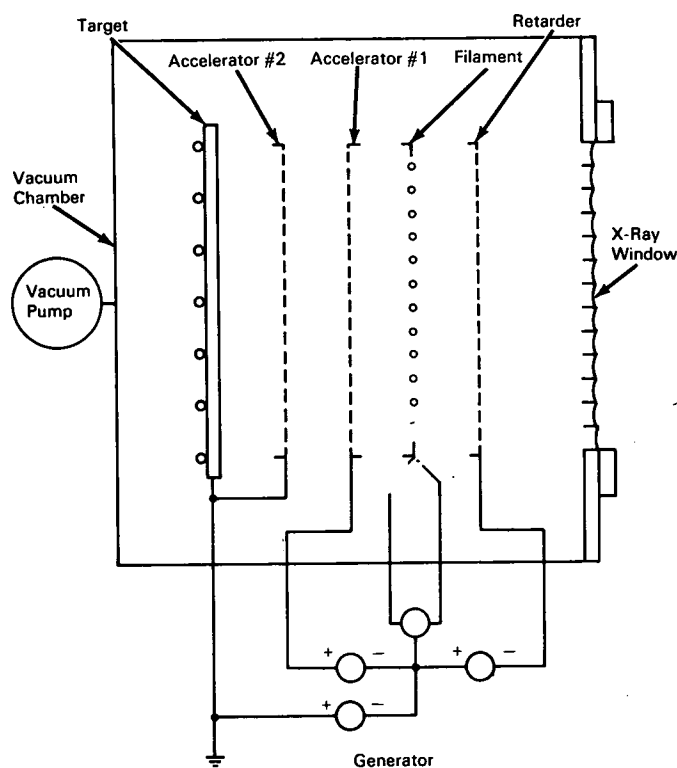 Target
Retarder
Accelerator #2
Accelerator #1
Filament
Vacuum
Chamber
X-Ray
Window
Vacuum
Pump
+ −
+ −
+ −
Generator